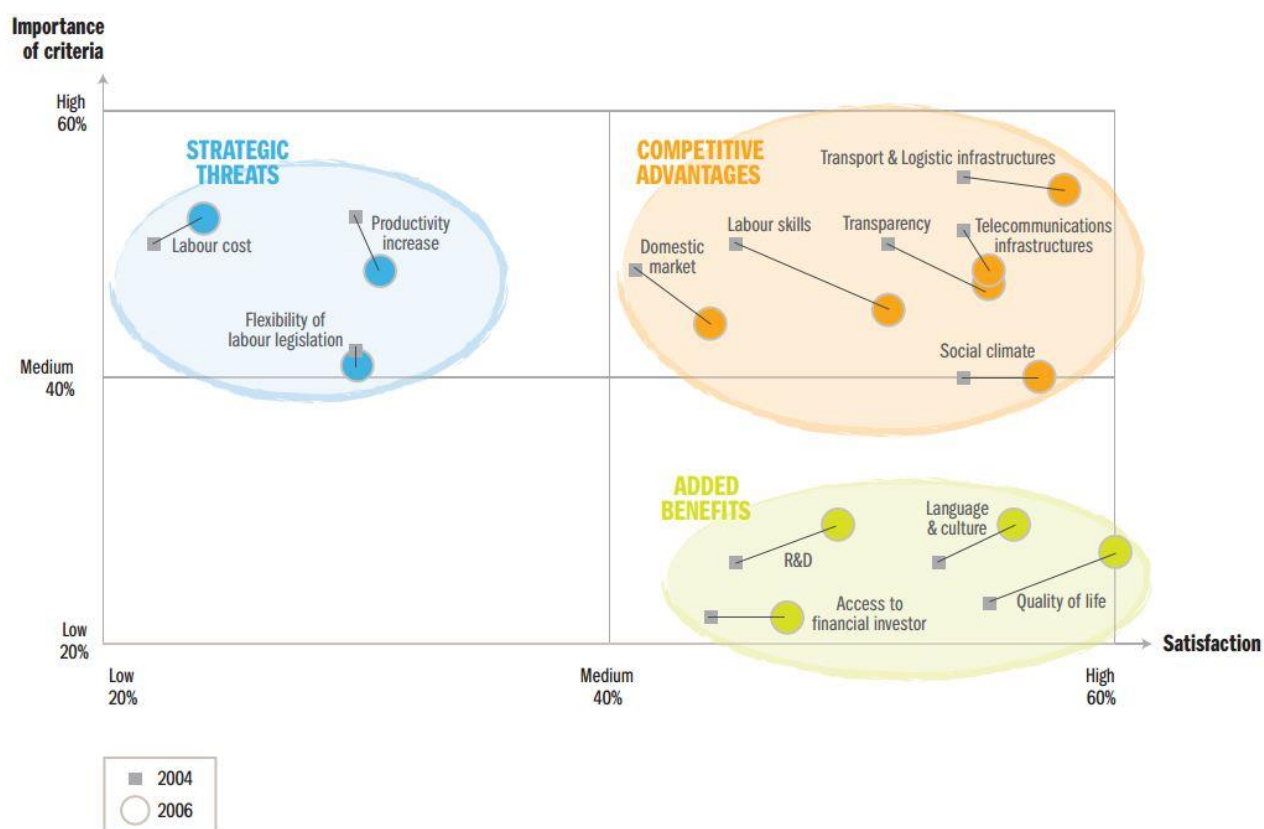 Importance
of criteria
High
60%
STRATEGIC
THREATS
COMPETITIVE
ADVANTAGES
Transport & Logistic infrastructures
Labour cost
Productivity
increase
Domestic
market
Labour skills
Transparency
Telecommunications
infrastructures
Flexibility of
labour legislation
Social climate
Medium
40%
ADDED
BENEFITS
Language
& culture
R&D
Access to
financial investor
Quality of life
Low
20%
Satisfaction
Low
20%
Medium
40%
High
60%
2004
2006